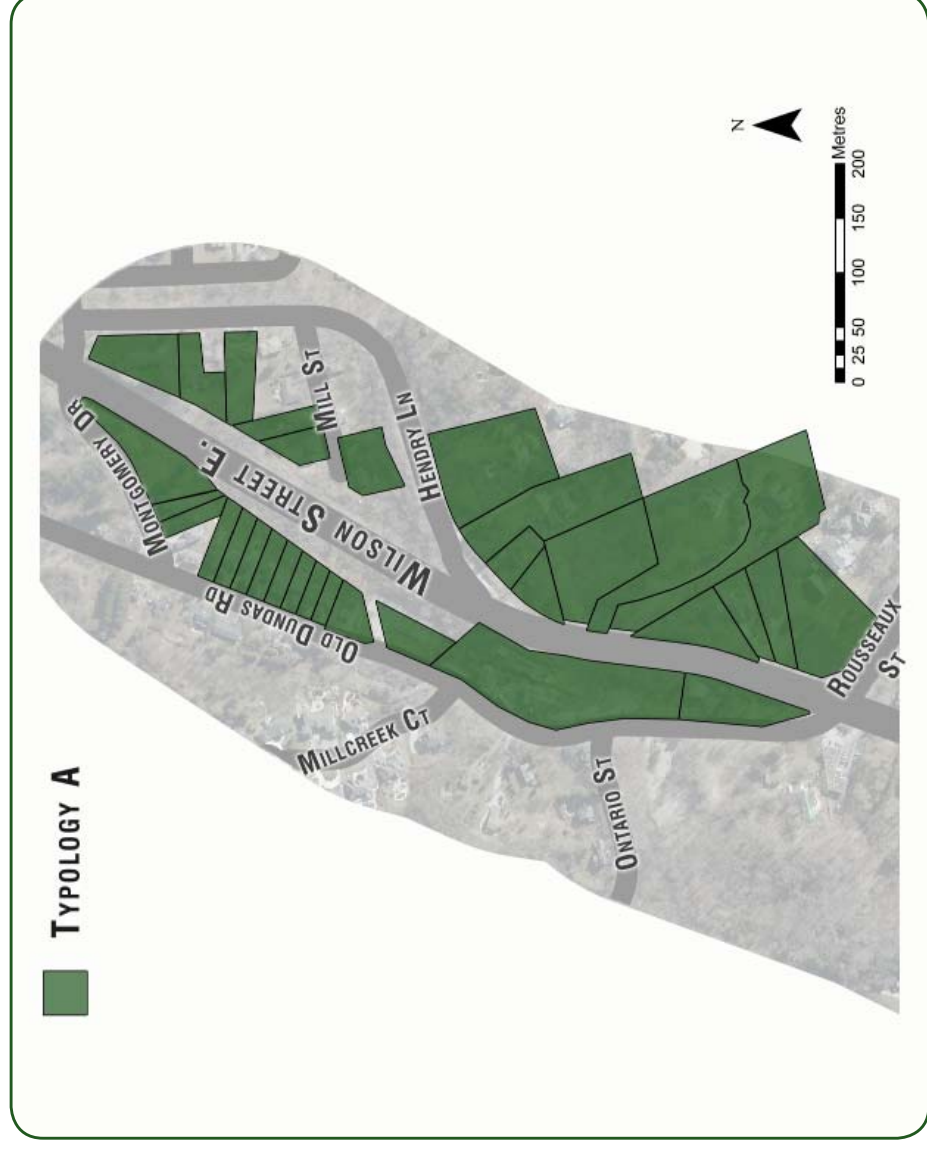 TYPOLOGY A
MONTGOMERY DR
WILSON STREET E.
MILL ST
HENDRY LN
OLD DUNDAS RD
MILLCREEK CT
ONTARIO ST
ROUSSEAUX
ST
N
Metres
0 25 50 100 150 200